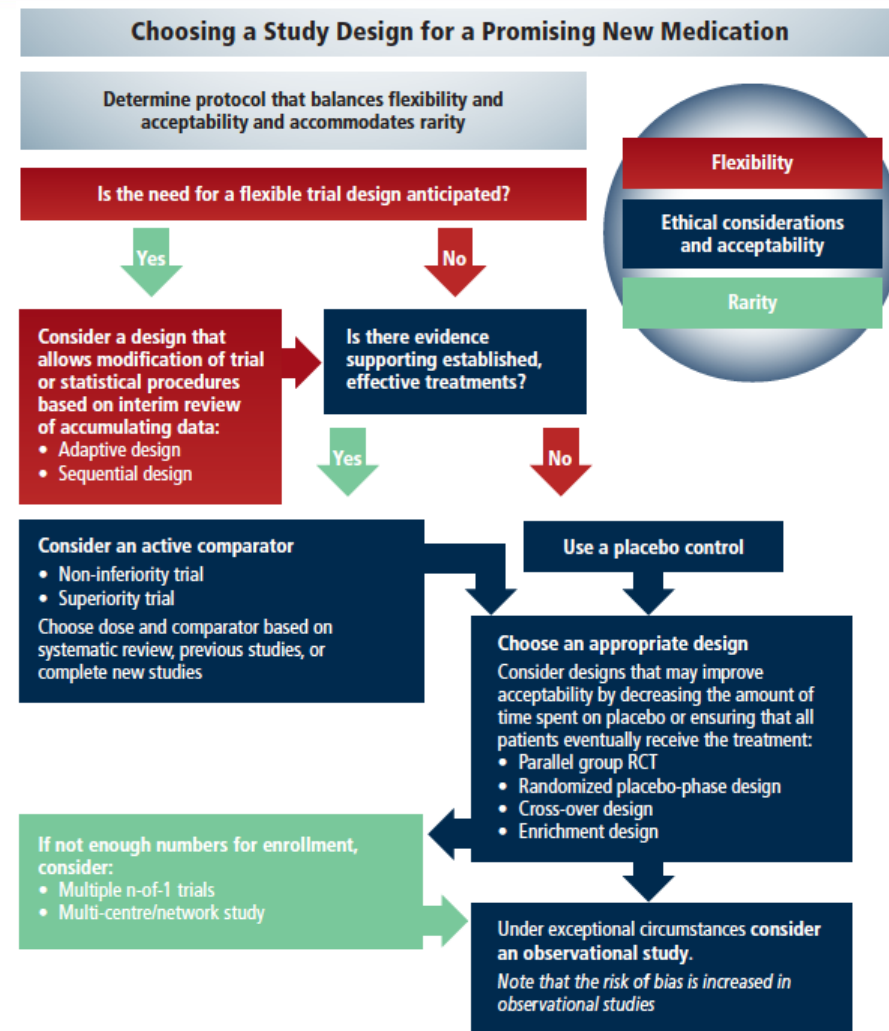 Choosing a Study Design for a Promising New Medication
Determine protocol that balances flexibility and
acceptability and accommodates rarity
Flexibility
Ethical considerations
and acceptability
Rarity
Is the need for a flexible trial design anticipated?
Yes
No
Consider a design that
allows modification of trial
or statistical procedures
based on interim review
of accumulating data:
• Adaptive design
• Sequential design
Is there evidence
supporting established,
effective treatments?
Yes
No
Consider an active comparator
• Non-inferiority trial
• Superiority trial
Choose dose and comparator based on
systematic review, previous studies, or
complete new studies
Use a placebo control
Choose an appropriate design
Consider designs that may improve
acceptability by decreasing the amount of
time spent on placebo or ensuring that all
patients eventually receive the treatment:
• Parallel group RCT
• Randomized placebo-phase design
• Cross-over design
• Enrichment design
If not enough numbers for enrollment,
consider:
• Multiple n-of-1 trials
• Multi-centre/network study
Under exceptional circumstances consider
an observational study.
Note that the risk of bias is increased in
observational studies